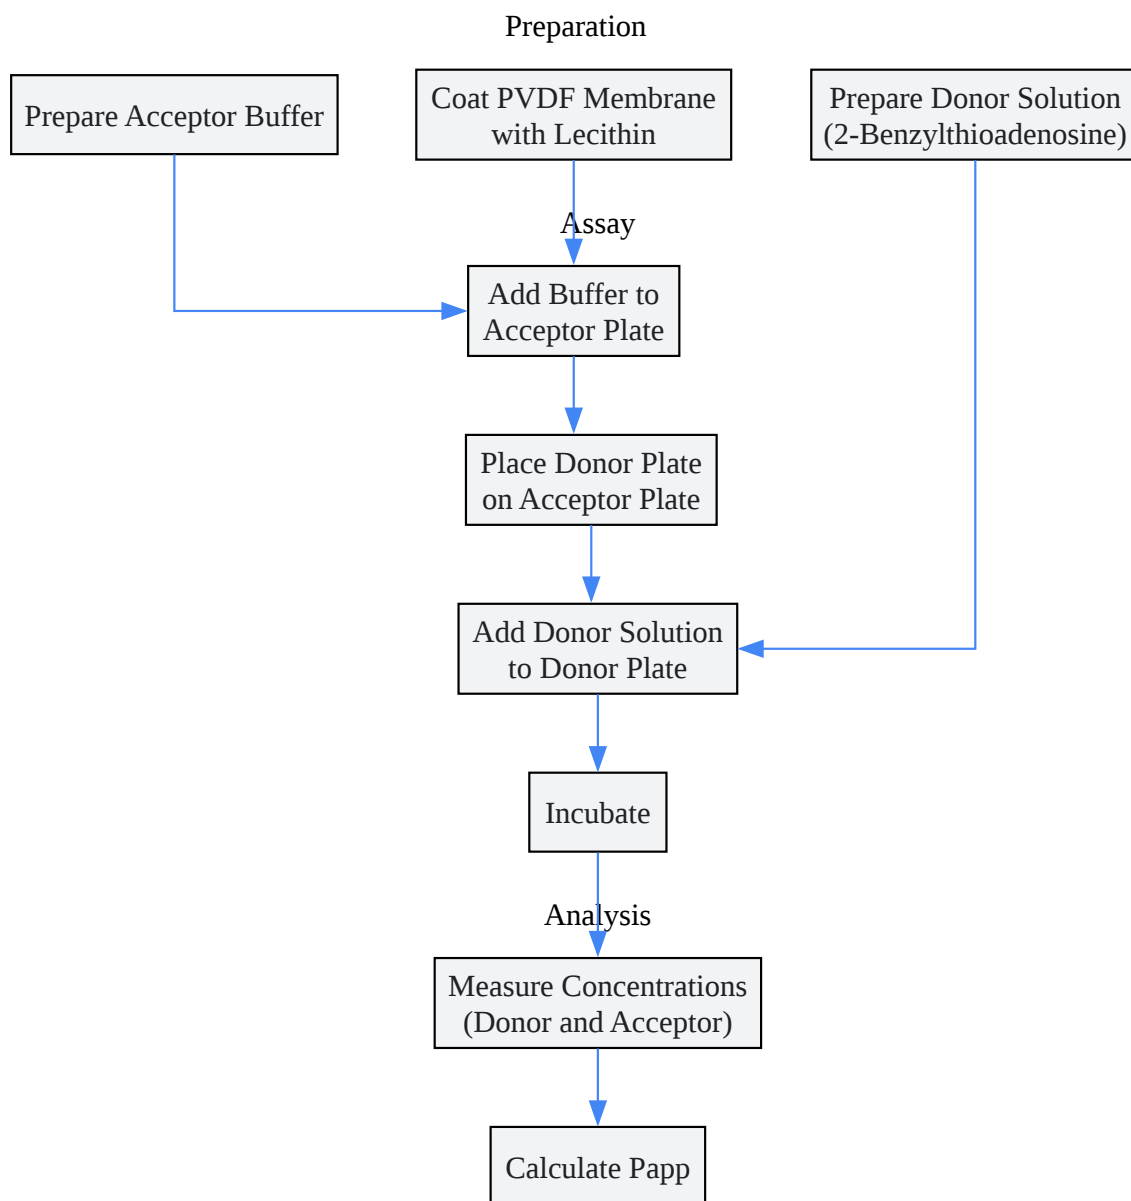 Preparation
Prepare Acceptor Buffer
Coat PVDF Membrane
with Lecithin
Prepare Donor Solution
(2-Benzylthioadenosine)
Assay
Add Buffer to
Acceptor Plate
Place Donor Plate
on Acceptor Plate
Add Donor Solution
to Donor Plate
Incubate
Analysis
Measure Concentrations
(Donor and Acceptor)
Calculate Papp